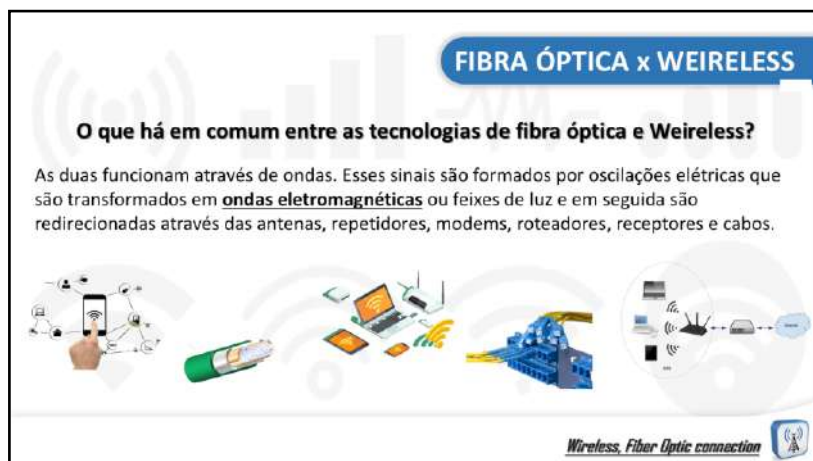 FIBRA ÓPTICA x WEIRELESS
O que há em comum entre as tecnologias de fibra óptica e Weireless?
As duas funcionam através de ondas. Esses sinais são formados por oscilações elétricas que
são transformados em ondas eletromagnéticas ou feixes de luz e em seguida são
redirecionadas através das antenas, repetidores, modems, roteadores, receptores e cabos.
Wireless, Fiber Optic connection